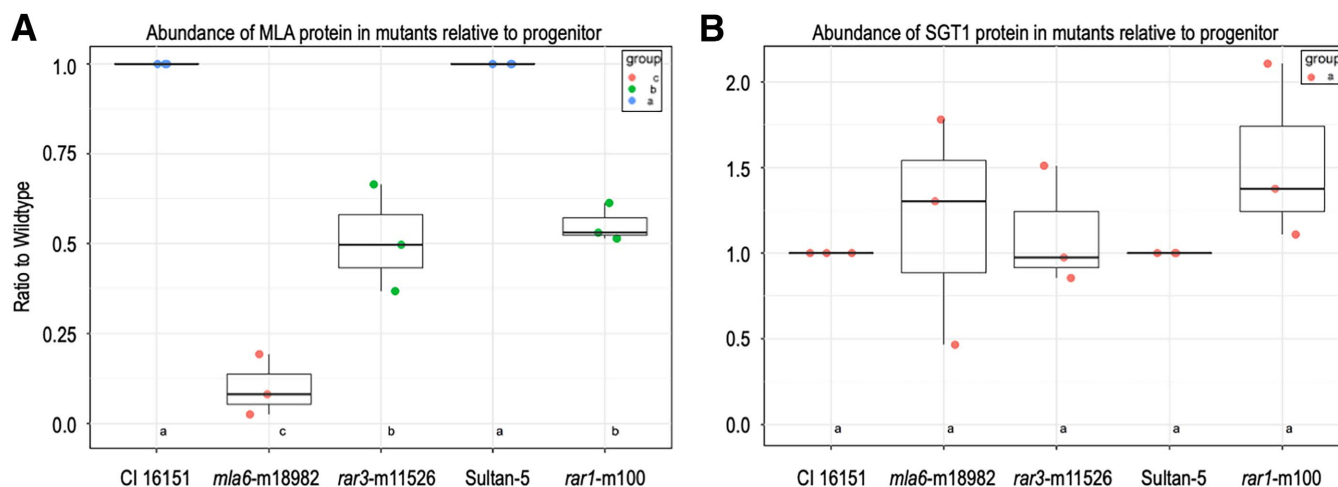 A
Abundance of MLA protein in mutants relative to progenitor
Ratio to Wildtype
1.0
0.75
0.5
0.25
0.0
group
c
b
a
a c b a b
CI 16151 mla6-m18982 rar3-m11526 Sultan-5 rar1-m100
B
Abundance of SGT1 protein in mutants relative to progenitor
2.0
1.5
1.0
0.5
0.0
group
a
a a a a a
CI 16151 mla6-m18982 rar3-m11526 Sultan-5 rar1-m100